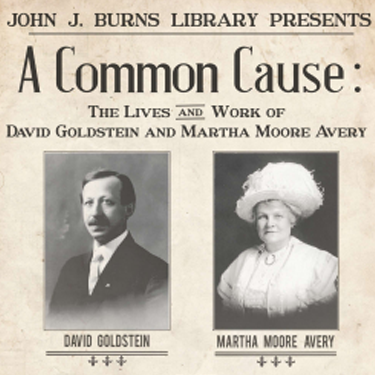 JOHN J. BURNS LIBRARY PRESENTS
A Common Cause:
THE LIVES AND WORK OF
DAVID GOLDSTEIN AND MARTHA MOORE AVERY
DAVID GOLDSTEIN
MARTHA MOORE AVERY